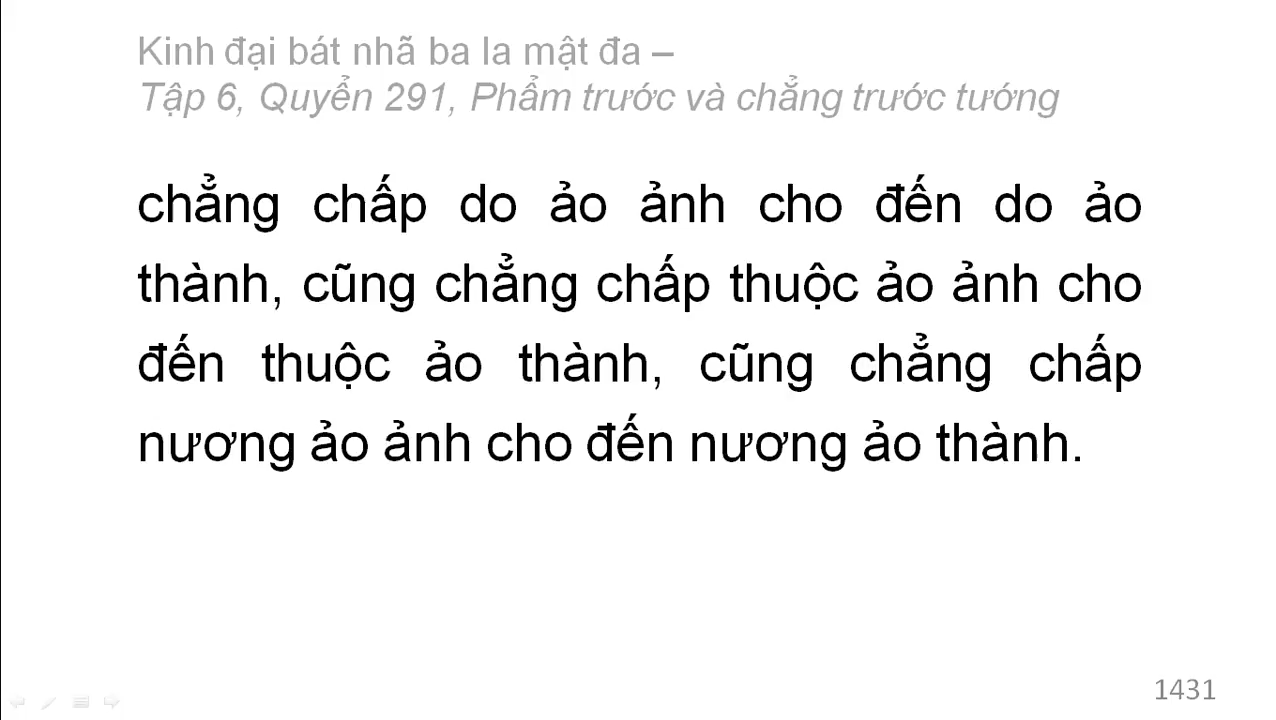 Kinh đại bát nhã ba la mật đa –
Tập 6, Quyển 291, Phẩm trước và chẳng trước tướng
chẳng chấp do ảo ảnh cho đến do ảo
thành, cũng chẳng chấp thuộc ảo ảnh cho
đến thuộc ảo thành, cũng chẳng chấp
nương ảo ảnh cho đến nương ảo thành.
1431